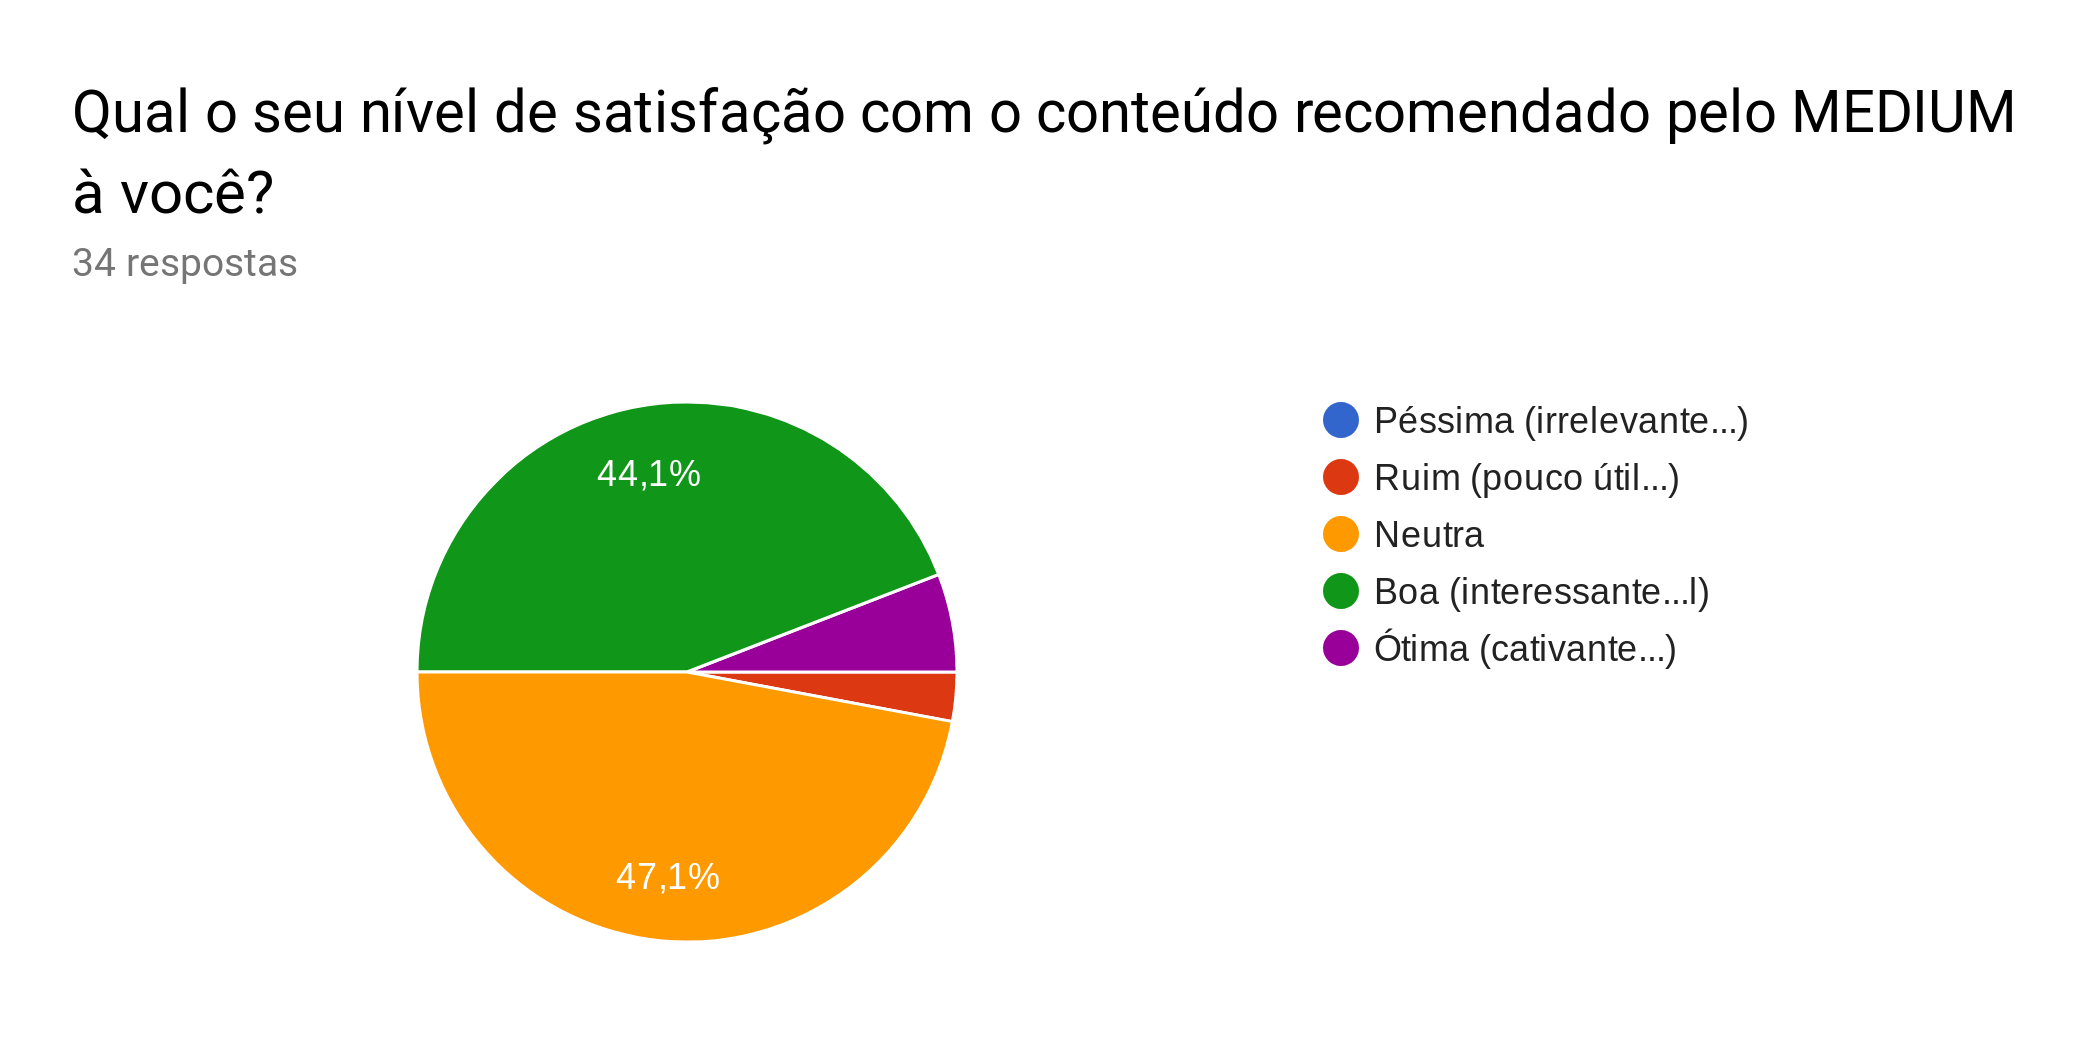 Qual o seu nível de satisfação com o conteúdo recomendado pelo MEDIUM
à você?
34 respostas
44,1%
47,1%
Péssima (irrelevante...)
Ruim (pouco útil...)
Neutra
Boa (interessante...l)
Ótima (cativante...)